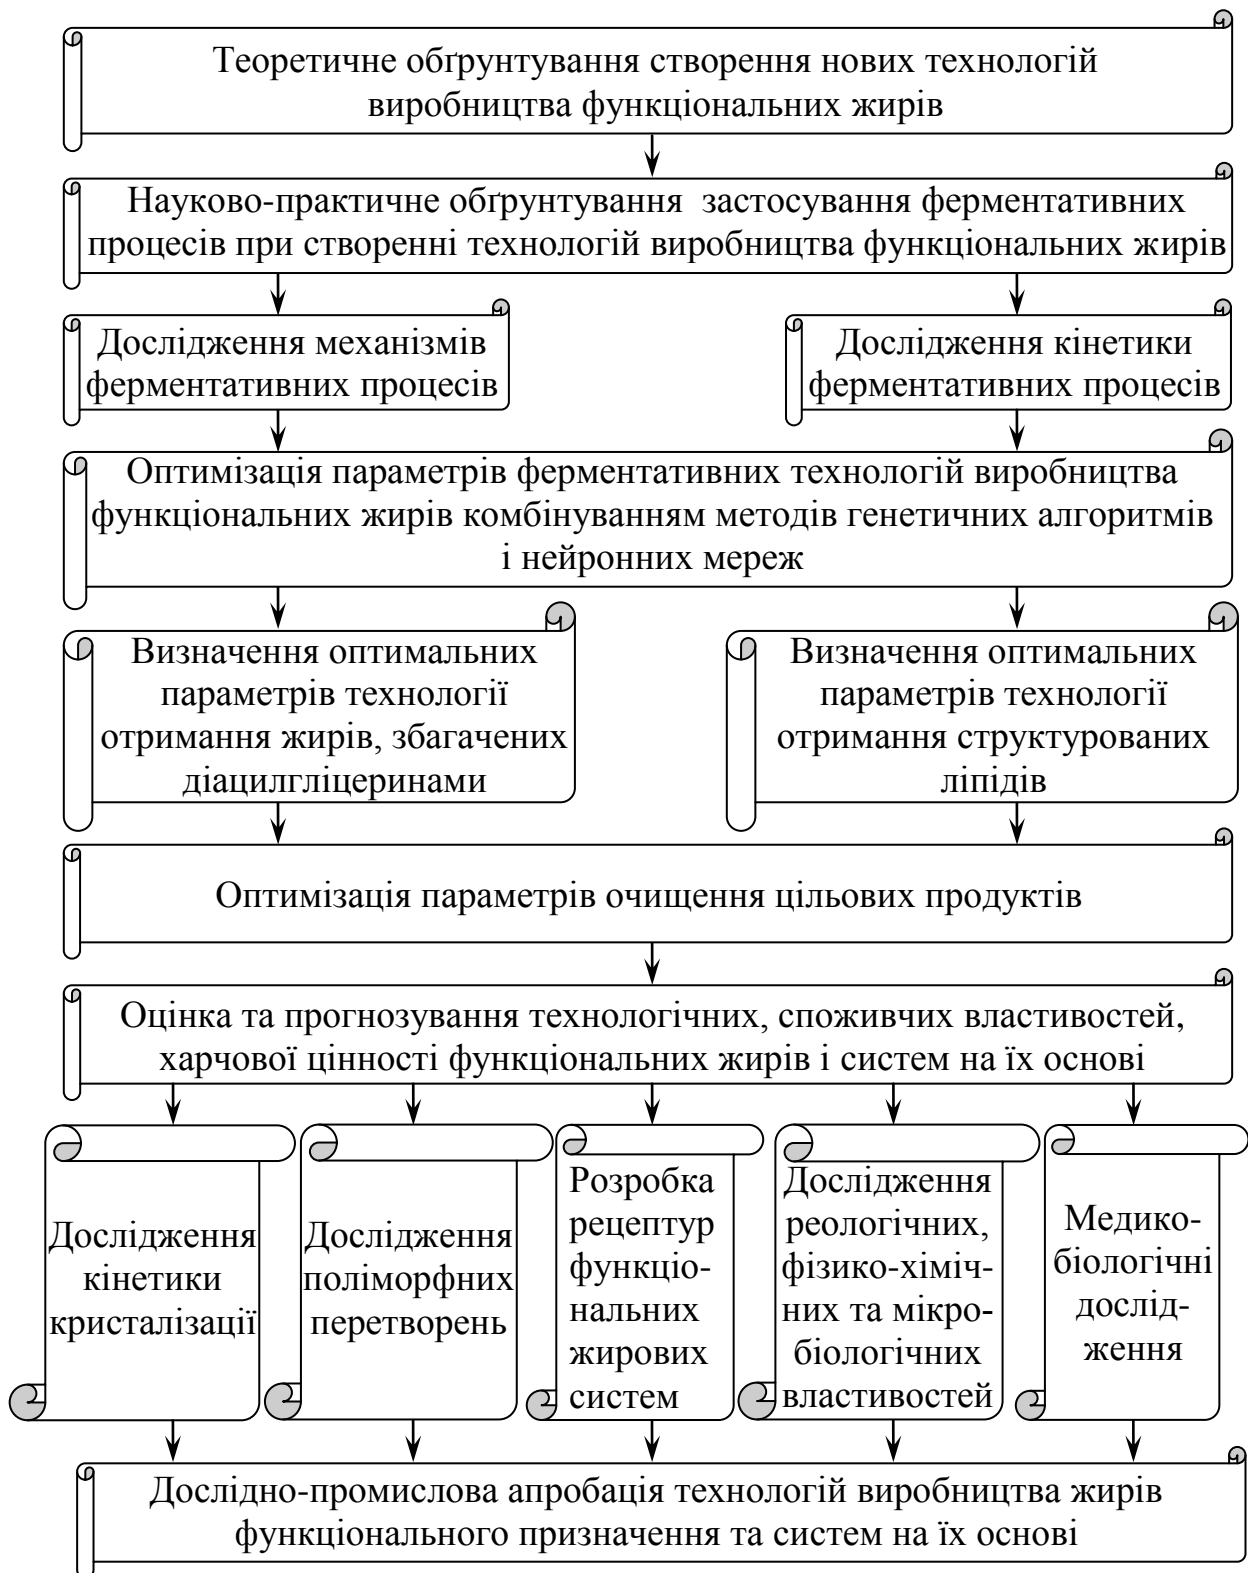 Теоретичне обґрунтування створення нових технологій
виробництва функціональних жирів
Науково-практичне обґрунтування застосування ферментативних
процесів при створенні технологій виробництва функціональних жирів
Дослідження механізмів
ферментативних процесів
Дослідження кінетики
ферментативних процесів
Оптимізація параметрів ферментативних технологій виробництва
функціональних жирів комбінуванням методів генетичних алгоритмів
і нейронних мереж
Визначення оптимальних
параметрів технології
отримання жирів, збагачених
діацилгліцеринами
Визначення оптимальних
параметрів технології
отримання структурованих
ліпідів
Оптимізація параметрів очищення цільових продуктів
Оцінка та прогнозування технологічних, споживчих властивостей,
харчової цінності функціональних жирів і систем на їх основі
Дослідження
кінетики
кристалізації
Дослідження
поліморфних
перетворень
Розробка
рецептур
функціо-
нальних
жирових
систем
Дослідження
реологічних,
фізико-хіміч-
них та мікро-
біологічних
властивостей
Медико-
біологічні
дослід-
ження
Дослідно-промислова апробація технологій виробництва жирів
функціонального призначення та систем на їх основі